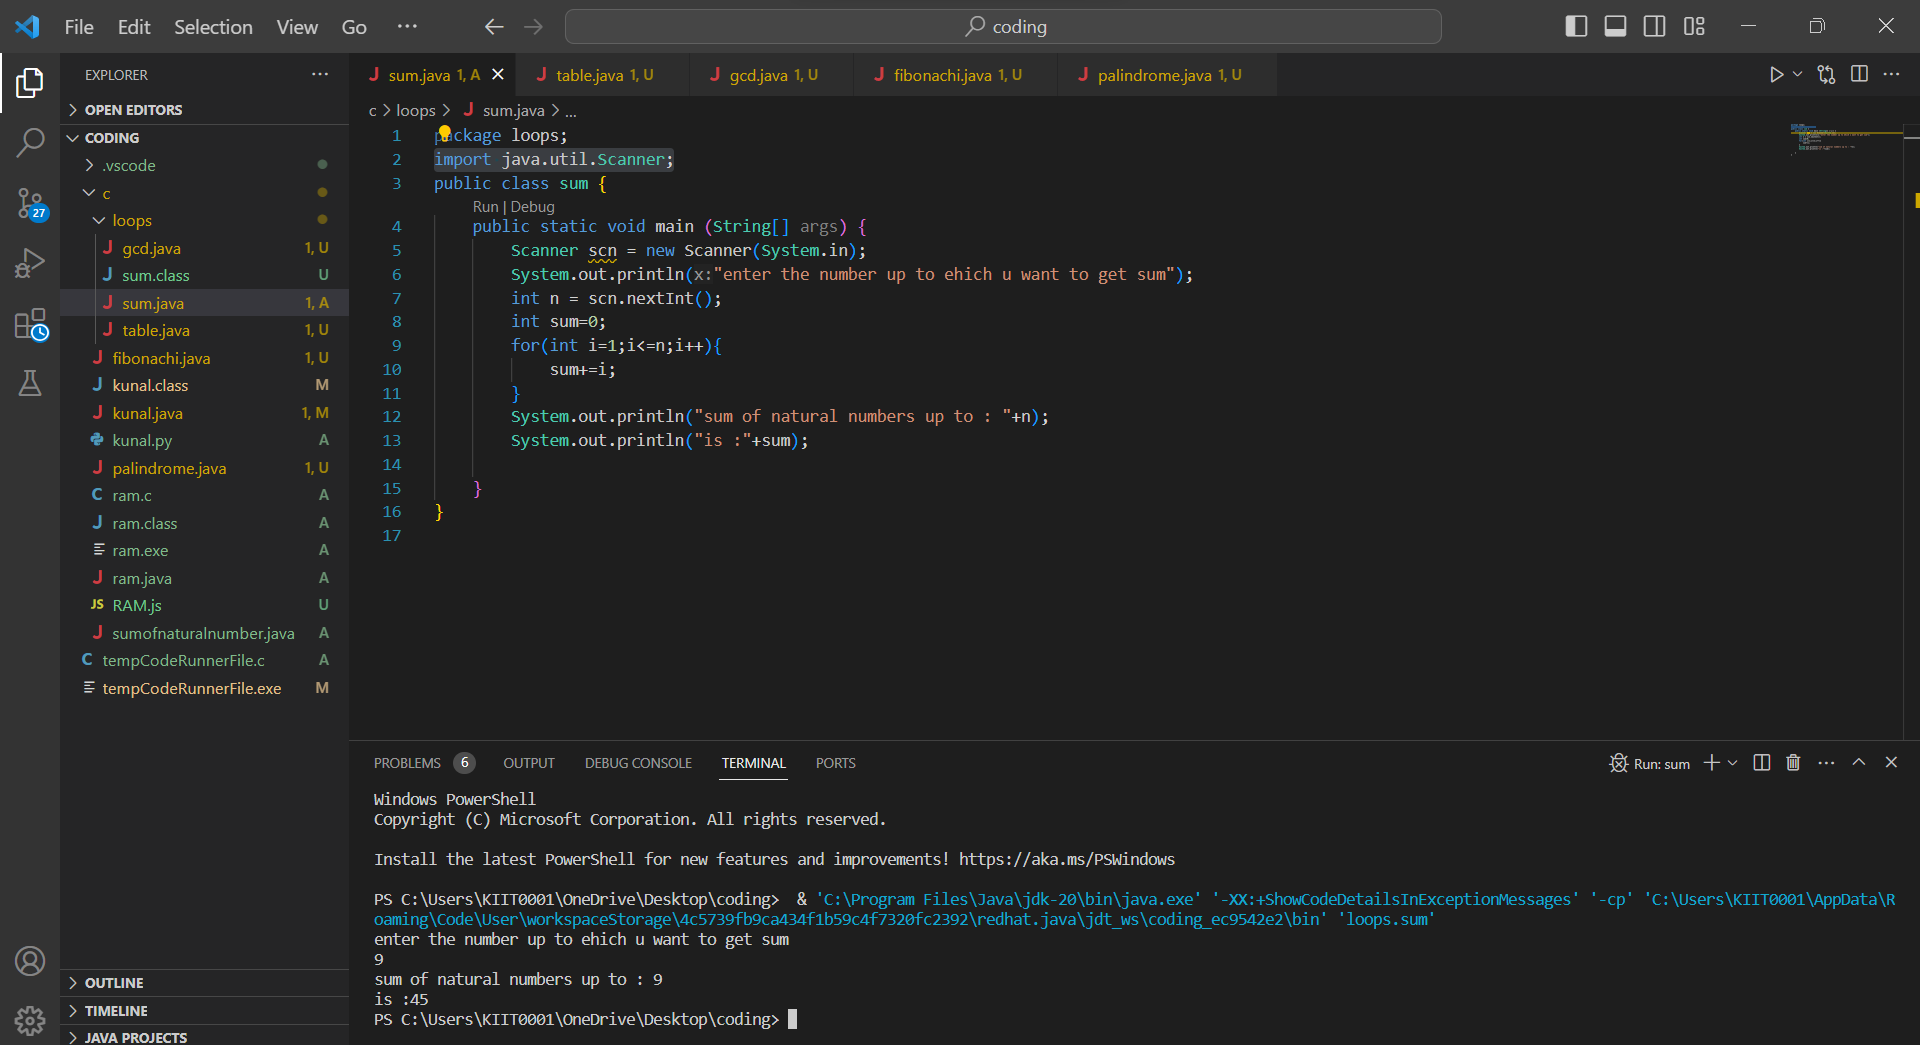 File Edit Selection View Go ··· coding
EXPLORER ···
OPEN EDITORS
CODING
.vscode
c
loops
gcd.java 1, U
sum.class U
sum.java 1, A
table.java 1, U
fibonachi.java 1, U
kunal.class M
kunal.java 1, M
kunal.py A
palindrome.java 1, U
C ram.c A
ram.class A
ram.exe A
ram.java A
JS RAM.js U
sumofnaturalnumber.java A
C tempCodeRunnerFile.c A
tempCodeRunnerFile.exe M
OUTLINE
TIMELINE
JAVA PROJECTS
27
J sum.java 1, A J table.java 1, U J gcd.java 1, U J fibonachi.java 1, U J palindrome.java 1, U
c > loops > J sum.java > ...
1 package loops;
2 import java.util.Scanner;
3 public class sum {
Run | Debug
4 public static void main (String[] args) {
5 Scanner scn = new Scanner(System.in);
6 System.out.println(x:"enter the number up to ehich u want to get sum");
7 int n = scn.nextInt();
8 int sum=0;
9 for(int i=1;i<=n;i++){
10 sum+=i;
11 }
12 System.out.println("sum of natural numbers up to : "+n);
13 System.out.println("is :"+sum);
14
15 }
16 }
17
PROBLEMS 6 OUTPUT DEBUG CONSOLE TERMINAL PORTS Run: sum
Windows PowerShell
Copyright (C) Microsoft Corporation. All rights reserved.
Install the latest PowerShell for new features and improvements! https://aka.ms/PSWindows
PS C:\Users\KIIT0001\OneDrive\Desktop\coding> & 'C:\Program Files\Java\jdk-20\bin\java.exe' '-XX:+ShowCodeDetailsInExceptionMessages' '-cp' 'C:\Users\KIIT0001\AppData\R
oaming\Code\User\workspaceStorage\4c5739fb9ca434f1b59c4f7320fc2392\redhat.java\jdt_ws\coding_ec9542e2\bin' 'loops.sum'
enter the number up to ehich u want to get sum
9
sum of natural numbers up to : 9
is :45
PS C:\Users\KIIT0001\OneDrive\Desktop\coding>